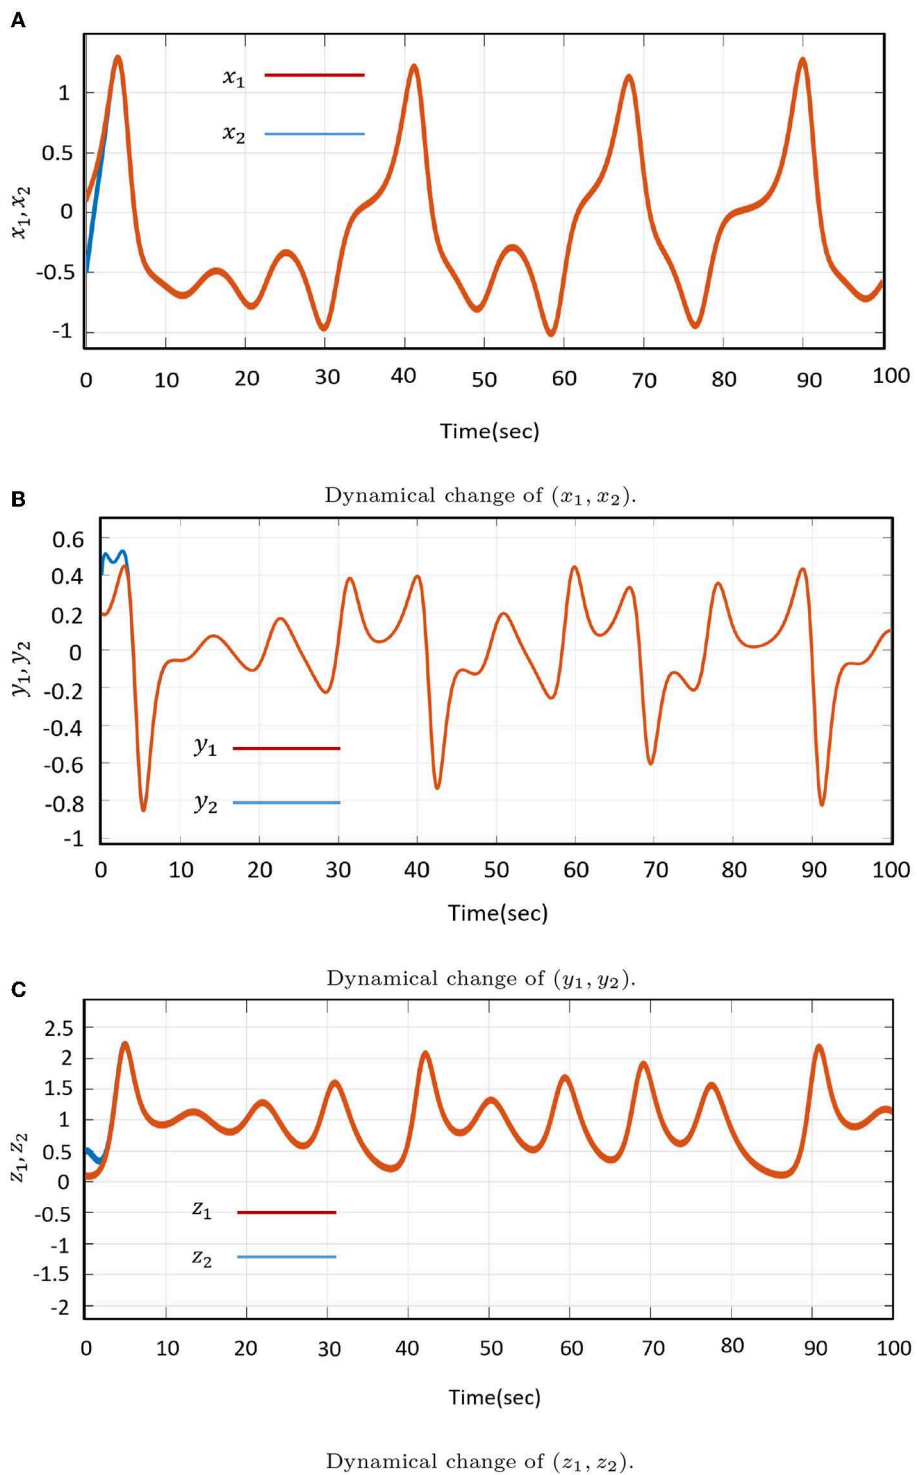 A
x₁
x₂
x₁, x₂
1
0.5
0
-0.5
-1
0 10 20 30 40 50 60 70 80 90 100
Time(sec)
Dynamical change of (x₁, x₂).
B
y₁, y₂
0.6
0.4
0.2
0
-0.2
-0.4
-0.6
-0.8
-1
y₁
y₂
0 10 20 30 40 50 60 70 80 90 100
Time(sec)
Dynamical change of (y₁, y₂).
C
z₁, z₂
2.5
2
1.5
1
0.5
0
-0.5
-1
-1.5
-2
z₁
z₂
0 10 20 30 40 50 60 70 80 90 100
Time(sec)
Dynamical change of (z₁, z₂).